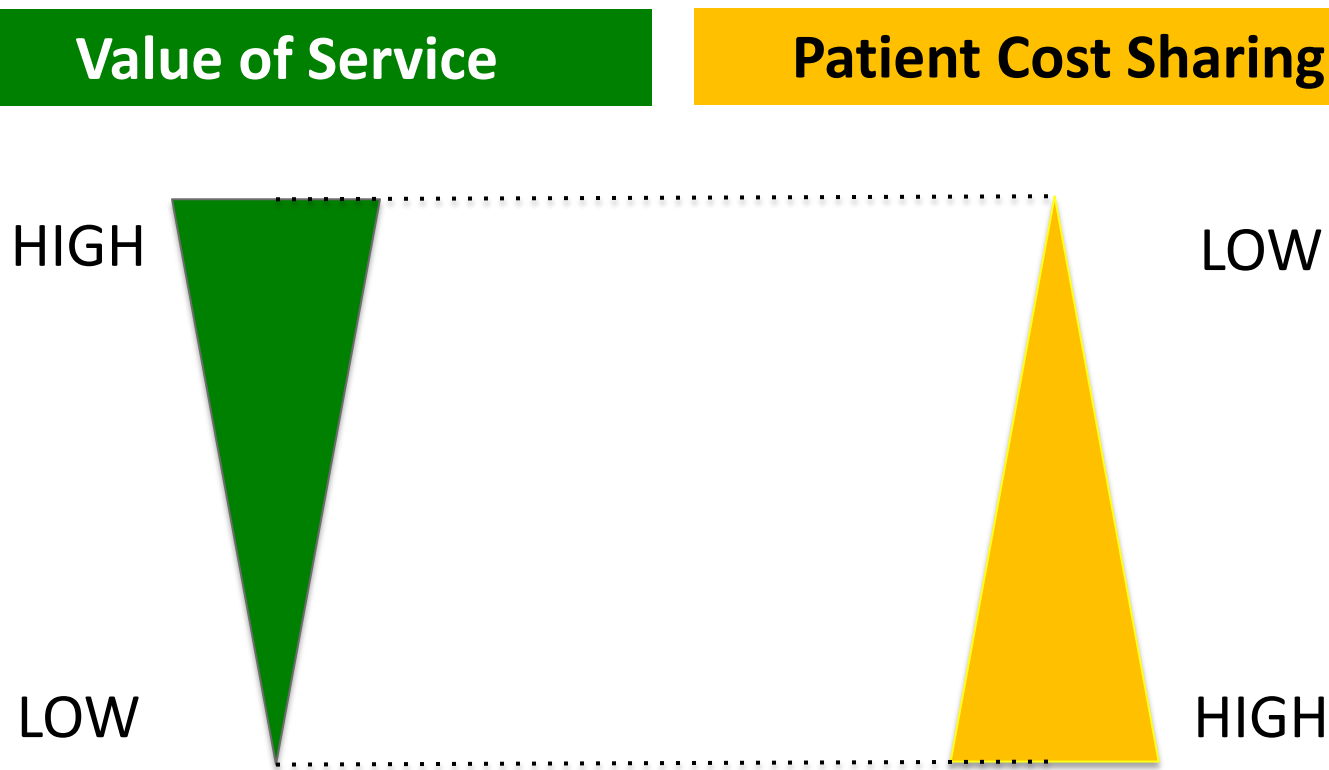 Value of Service
Patient Cost Sharing
HIGH
LOW
LOW
HIGH